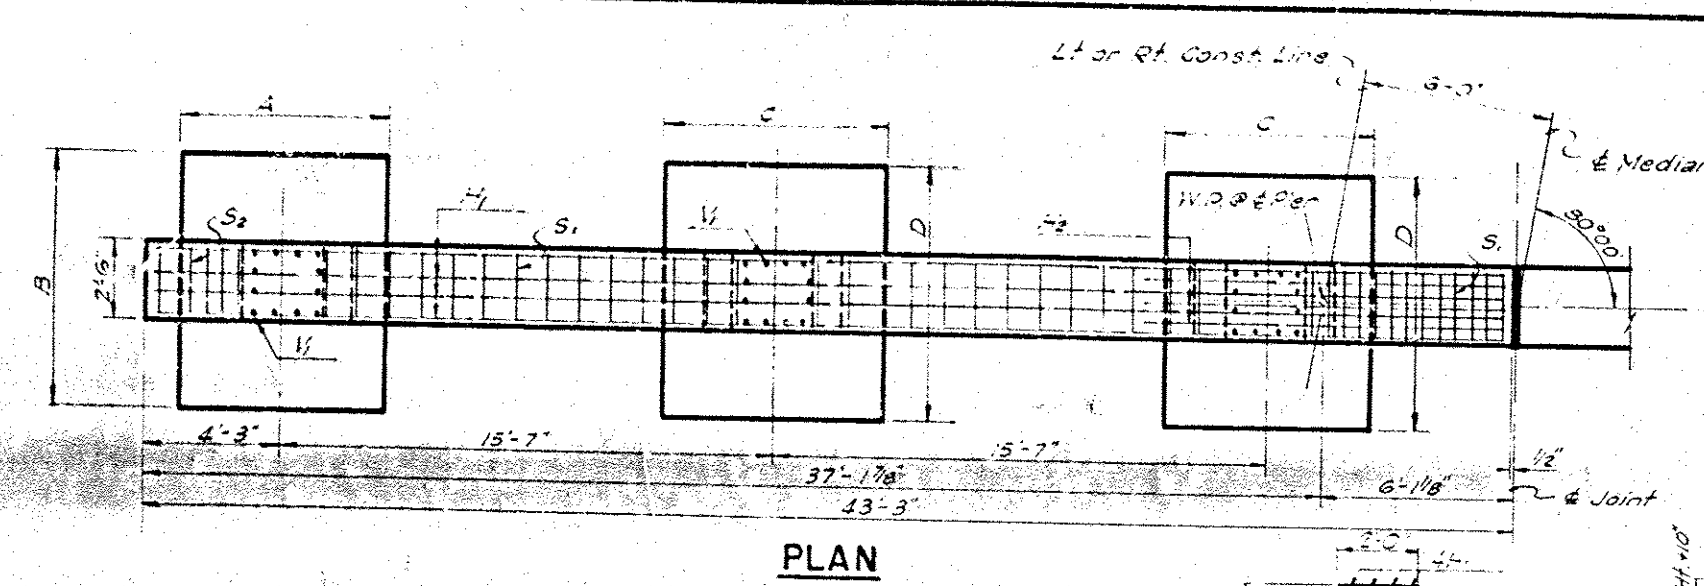 Lt or Rt. Const. Line
6'-0"
A
C
C
℄ Median
W.P. @ ℄ Pier
80°00'
H₁
S₂
S₁
V₁
D
H₂
D
S₁
B
2'-6"
V₁
4'-3"
15'-7"
15'-7"
1/2"
37'-1 7/8"
6'-1 1/8"
℄ Joint
43'-3"
PLAN
2'-0"